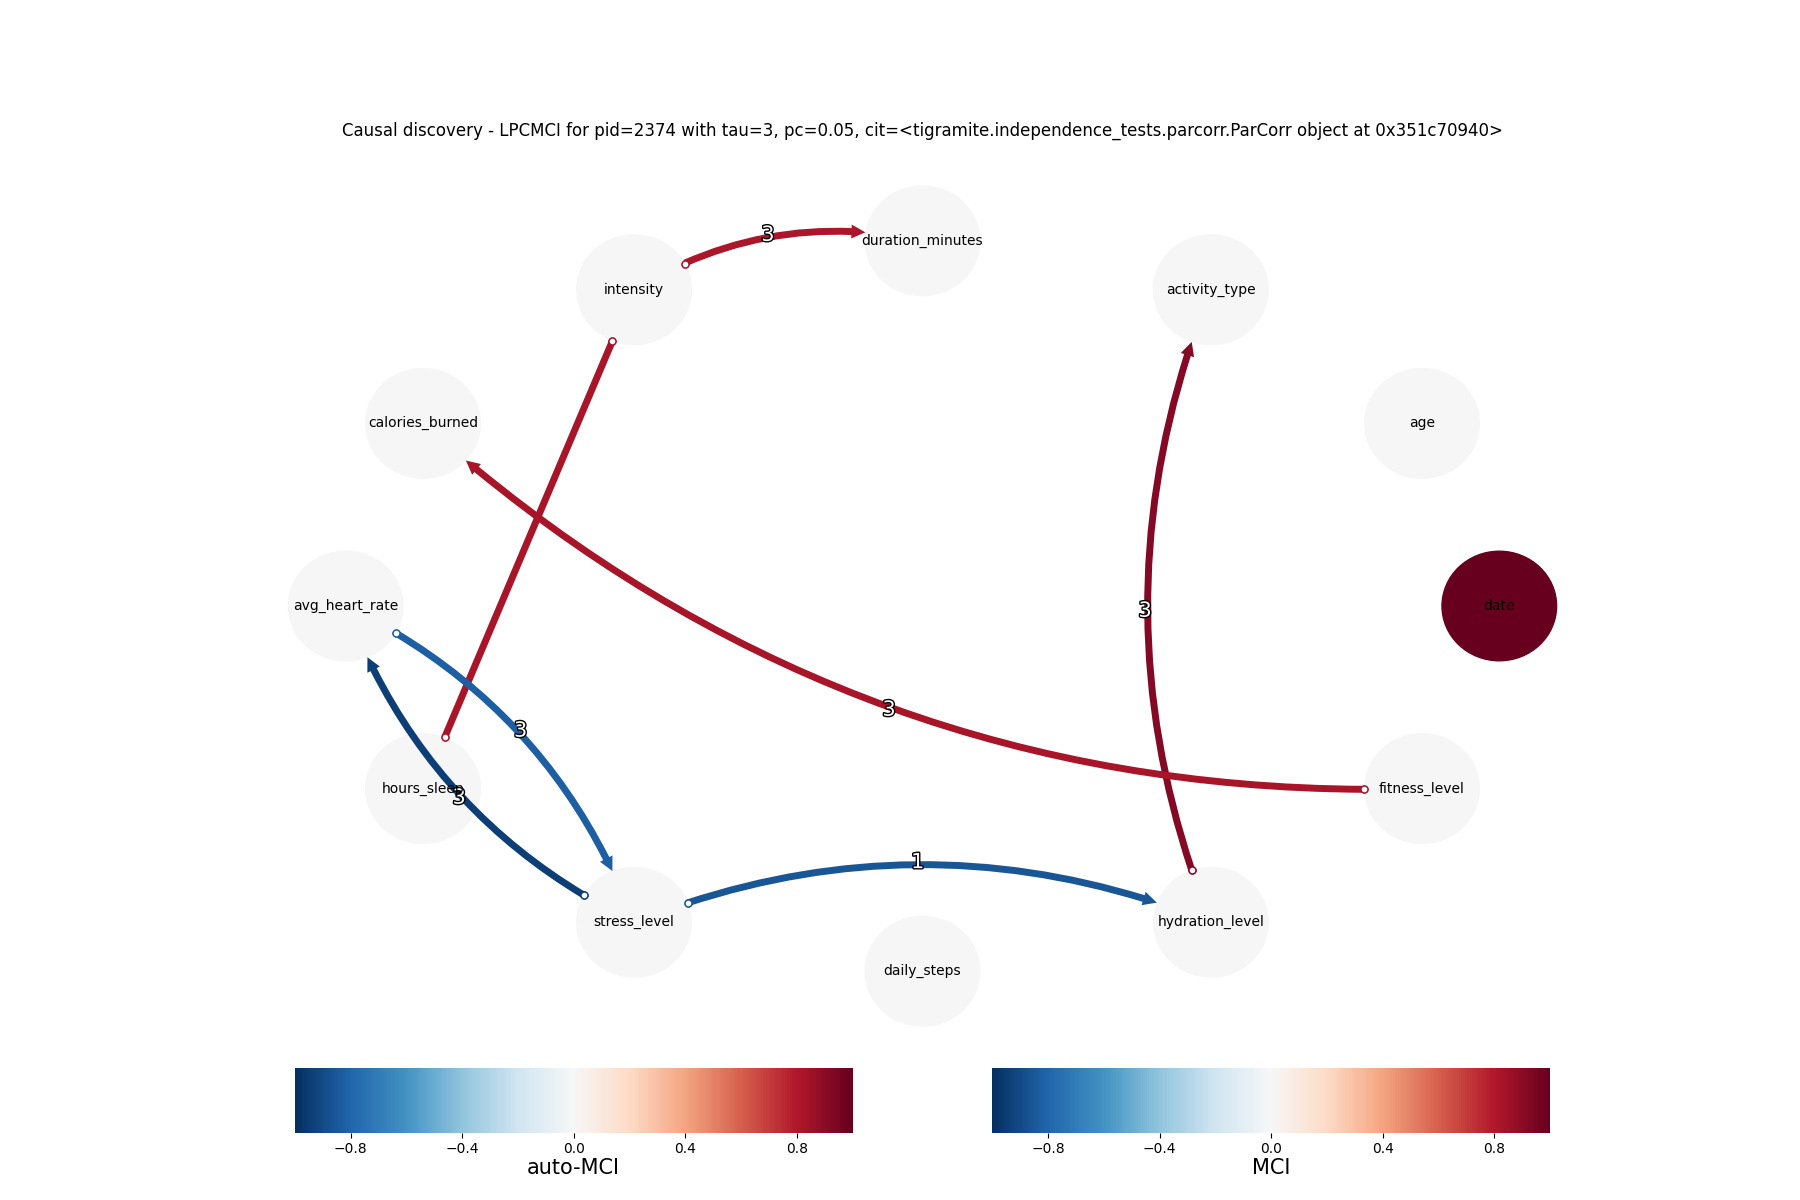 Causal discovery - LPCMCI for pid=2374 with tau=3, pc=0.05, cit=<tigramite.independence_tests.parcorr.ParCorr object at 0x351c70940>
3
duration_minutes
intensity
activity_type
calories_burned
age
avg_heart_rate
date
3
3
3
3
hours_sleep
fitness_level
1
stress_level
hydration_level
daily_steps
−0.8 −0.4 0.0 0.4 0.8
auto-MCI
−0.8 −0.4 0.0 0.4 0.8
MCI